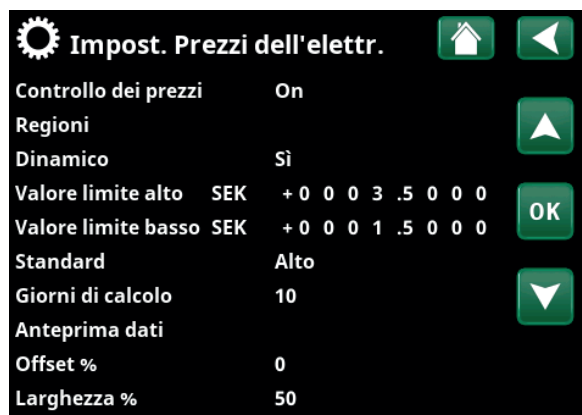 Impost. Prezzi dell'elettr.
Controllo dei prezzi On
Regioni
Dinamico Sì
Valore limite alto SEK +0 0 0 3 .5 0 0 0
OK
Valore limite basso SEK +0 0 0 1 .5 0 0 0
Standard Alto
Giorni di calcolo 10
Anteprima dati
Offset % 0
Larghezza % 50